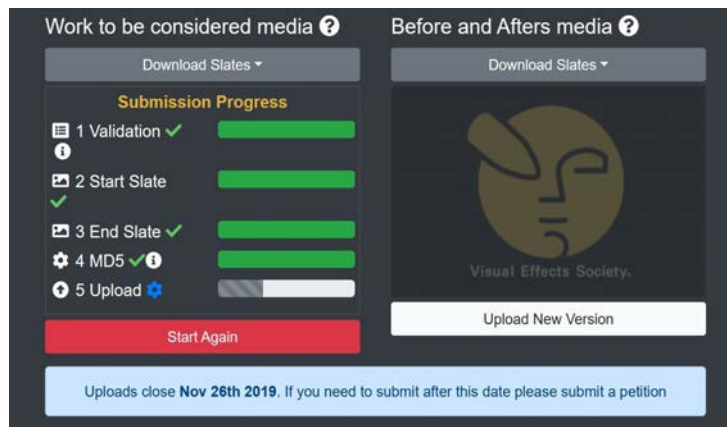 Work to be considered media ?
Download Slates
Submission Progress
1 Validation
2 Start Slate
3 End Slate
4 MD5
5 Upload
Start Again
Before and Afters media ?
Download Slates
Visual Effects Society.
Upload New Version
Uploads close Nov 26th 2019. If you need to submit after this date please submit a petition